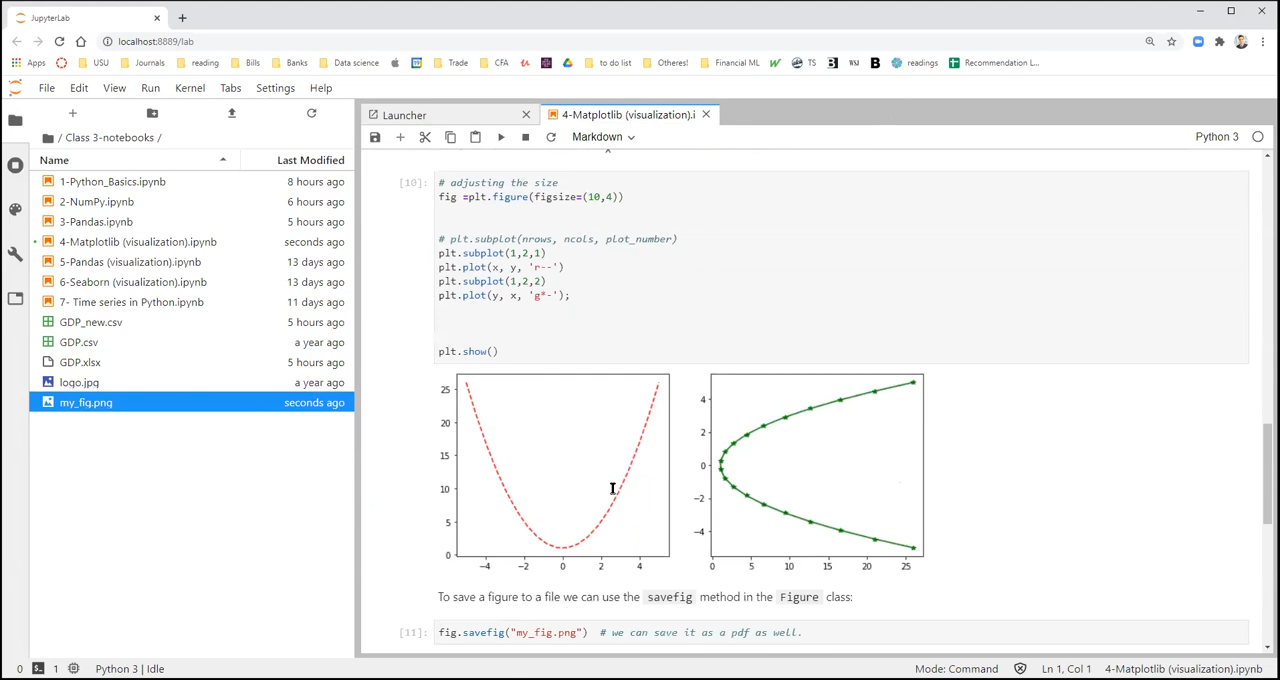 JupyterLab
localhost:8889/lab
Apps USU Journals reading Bills Banks Data science Trade CFA to do list Otheres! Financial ML TS WSJ B readings Recommendation L...
File Edit View Run Kernel Tabs Settings Help
Launcher
4-Matplotlib (visualization).i
/ Class 3-notebooks /
Markdown
Python 3
Name Last Modified
1-Python_Basics.ipynb 8 hours ago
2-NumPy.ipynb 6 hours ago
3-Pandas.ipynb 5 hours ago
4-Matplotlib (visualization).ipynb seconds ago
5-Pandas (visualization).ipynb 13 days ago
6-Seaborn (visualization).ipynb 13 days ago
7- Time series in Python.ipynb 11 days ago
GDP_new.csv 5 hours ago
GDP.csv a year ago
GDP.xlsx 5 hours ago
logo.jpg a year ago
my_fig.png seconds ago
[10]:
# adjusting the size
fig =plt.figure(figsize=(10,4))
# plt.subplot(nrows, ncols, plot_number)
plt.subplot(1,2,1)
plt.plot(x, y, 'r--')
plt.subplot(1,2,2)
plt.plot(y, x, 'g*-');
plt.show()
25
20
15
10
5
0
−4 −2 0 2 4
4
2
0
−2
−4
0 5 10 15 20 25
To save a figure to a file we can use the savefig method in the Figure class:
[11]: fig.savefig("my_fig.png") # we can save it as a pdf as well.
0 1 Python 3 | Idle
Mode: Command Ln 1, Col 1 4-Matplotlib (visualization).ipynb